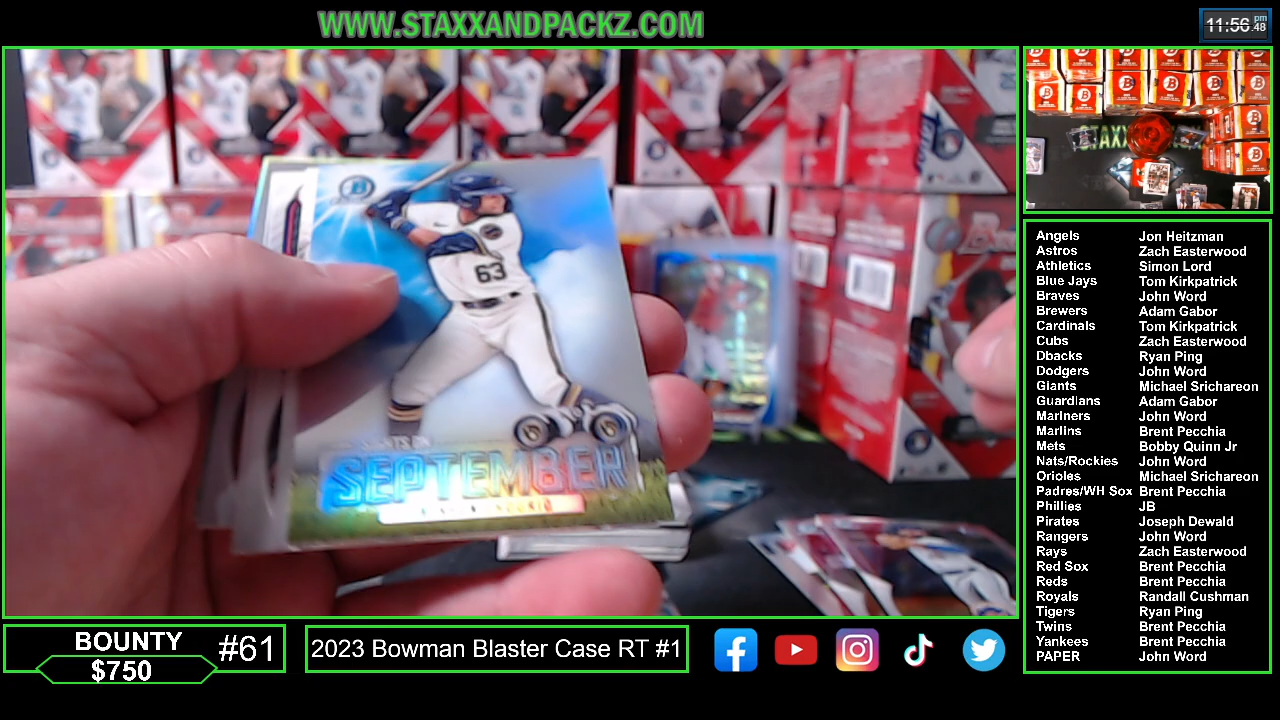 WWW.STAXXANDPACKZ.COM
11:56 pm .48
63
SIGHTS ON
SEPTEMBER
STAXX
Angels Jon Heitzman
Astros Zach Easterwood
Athletics Simon Lord
Blue Jays Tom Kirkpatrick
Braves John Word
Brewers Adam Gabor
Cardinals Tom Kirkpatrick
Cubs Zach Easterwood
Dbacks Ryan Ping
Dodgers John Word
GIants Michael Srichareon
Guardians Adam Gabor
Mariners John Word
Marlins Brent Pecchia
Mets Bobby Quinn Jr
Nats/Rockies John Word
Orioles Michael Srichareon
Padres/WH Sox Brent Pecchia
Phillies JB
Pirates Joseph Dewald
Rangers John Word
Rays Zach Easterwood
Red Sox Brent Pecchia
Reds Brent Pecchia
Royals Randall Cushman
Tigers Ryan Ping
Twins Brent Pecchia
Yankees Brent Pecchia
PAPER John Word
BOUNTY
$750
#61
2023 Bowman Blaster Case RT #1